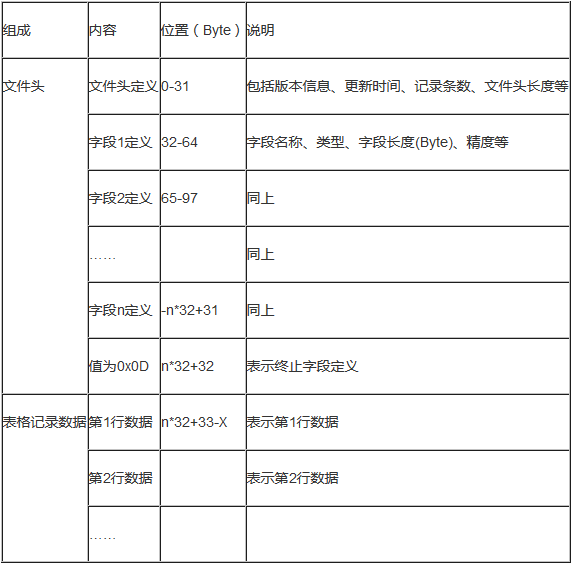 组成 内容 位置（Byte） 说明
文件头 文件头定义 0-31 包括版本信息、更新时间、记录条数、文件头长度等
字段1定义 32-64 字段名称、类型、字段长度(Byte)、精度等
字段2定义 65-97 同上
…… 同上
字段n定义 -n*32+31 同上
值为0x0D n*32+32 表示终止字段定义
表格记录数据 第1行数据 n*32+33-X 表示第1行数据
第2行数据 表示第2行数据
……